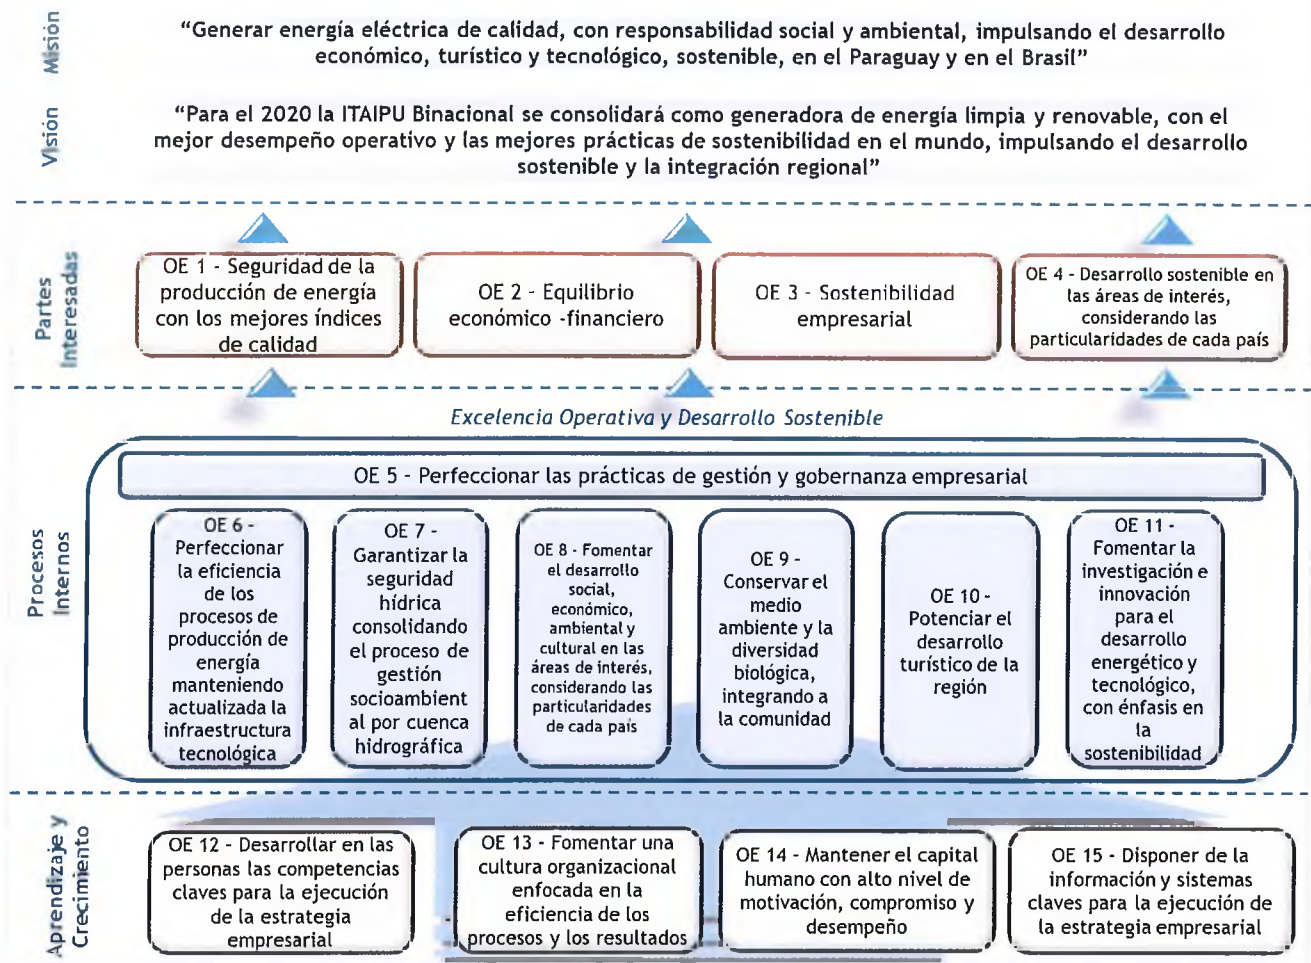 Misión
“Generar energía eléctrica de calidad, con responsabilidad social y ambiental, impulsando el desarrollo
económico, turístico y tecnológico, sostenible, en el Paraguay y en el Brasil”
Visión
“Para el 2020 la ITAIPU Binacional se consolidará como generadora de energía limpia y renovable, con el
mejor desempeño operativo y las mejores prácticas de sostenibilidad en el mundo, impulsando el desarrollo
sostenible y la integración regional”
Partes
Interesadas
OE 1 - Seguridad de la
producción de energía
con los mejores índices
de calidad
OE 2 - Equilibrio
económico -financiero
OE 3 - Sostenibilidad
empresarial
OE 4 - Desarrollo sostenible en
las áreas de interés,
considerando las
particularidades de cada país
Excelencia Operativa y Desarrollo Sostenible
Procesos
Internos
OE 5 - Perfeccionar las prácticas de gestión y gobernanza empresarial
OE 6 -
Perfeccionar
la eficiencia
de los
procesos de
producción de
energía
manteniendo
actualizada la
infraestructura
tecnológica
OE 7 -
Garantizar la
seguridad
hídrica
consolidando
el proceso de
gestión
socioambient
al por cuenca
hidrográfica
OE 8 - Fomentar
el desarrollo
social,
económico,
ambiental y
cultural en las
áreas de interés,
considerando las
particularidades
de cada país
OE 9 -
Conservar el
medio
ambiente y la
diversidad
biológica,
integrando a
la comunidad
OE 10 -
Potenciar el
desarrollo
turístico de la
región
OE 11 -
Fomentar la
investigación e
innovación
para el
desarrollo
energético y
tecnológico,
con énfasis en
la
sostenibilidad
Aprendizaje y
Crecimiento
OE 12 - Desarrollar en las
personas las competencias
claves para la ejecución
de la estrategia
empresarial
OE 13 - Fomentar una
cultura organizacional
enfocada en la
eficiencia de los
procesos y los resultados
OE 14 - Mantener el capital
humano con alto nivel de
motivación, compromiso y
desempeño
OE 15 - Disponer de la
información y sistemas
claves para la ejecución de
la estrategia empresarial